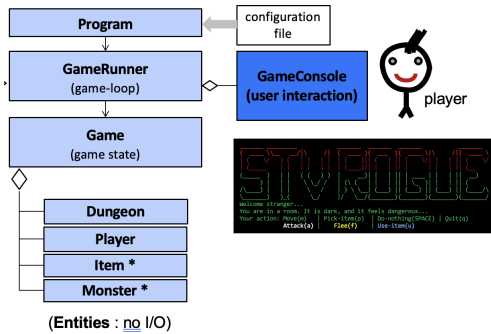 Program
configuration
file
GameRunner
(game-loop)
GameConsole
(user interaction)
player
Game
(game state)
STVROGUE
Welcome stranger...
You are in a room. It is dark, and it feels dangerous...
Your action: Move(m) | Pick-item(p) | Do-nothing(SPACE) | Quit(q)
Attack(a) | Flee(f) | Use-item(u)
Dungeon
Player
Item *
Monster *
(Entities : no I/O)